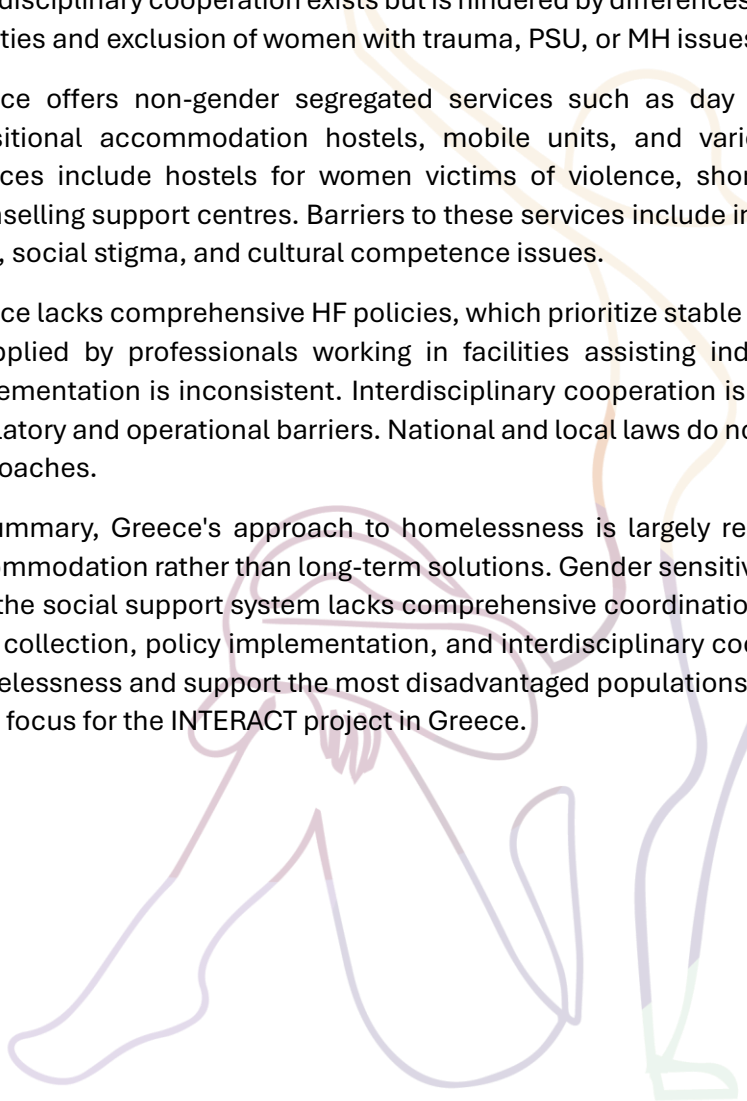 disciplinary cooperation exists but is hindered by differences
ties and exclusion of women with trauma, PSU, or MH issues
ce offers non-gender segregated services such as day
sitional accommodation hostels, mobile units, and vari
ces include hostels for women victims of violence, shor
nselling support centres. Barriers to these services include in
, social stigma, and cultural competence issues.
ce lacks comprehensive HF policies, which prioritize stable
pplied by professionals working in facilities assisting ind
ementation is inconsistent. Interdisciplinary cooperation is
latory and operational barriers. National and local laws do no
oaches.
ummary, Greece's approach to homelessness is largely re
ommodation rather than long-term solutions. Gender sensitiv
the social support system lacks comprehensive coordinatio
collection, policy implementation, and interdisciplinary coo
elessness and support the most disadvantaged populations
focus for the INTERACT project in Greece.